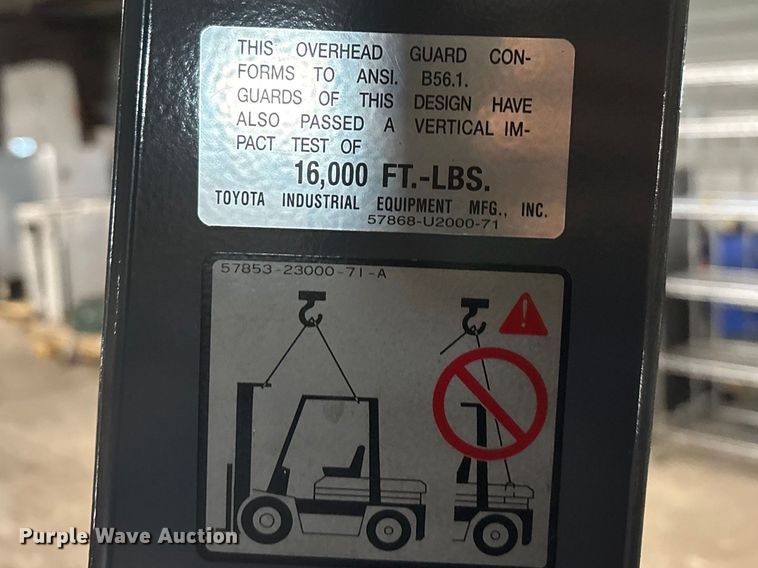 THIS OVERHEAD GUARD CON-
FORMS TO ANSI. B56.1.
GUARDS OF THIS DESIGN HAVE
ALSO PASSED A VERTICAL IM-
PACT TEST OF
16,000 FT.-LBS.
TOYOTA INDUSTRIAL EQUIPMENT MFG., INC.
57868-U2000-71
57853-23000-71-A
Purple Wave Auction